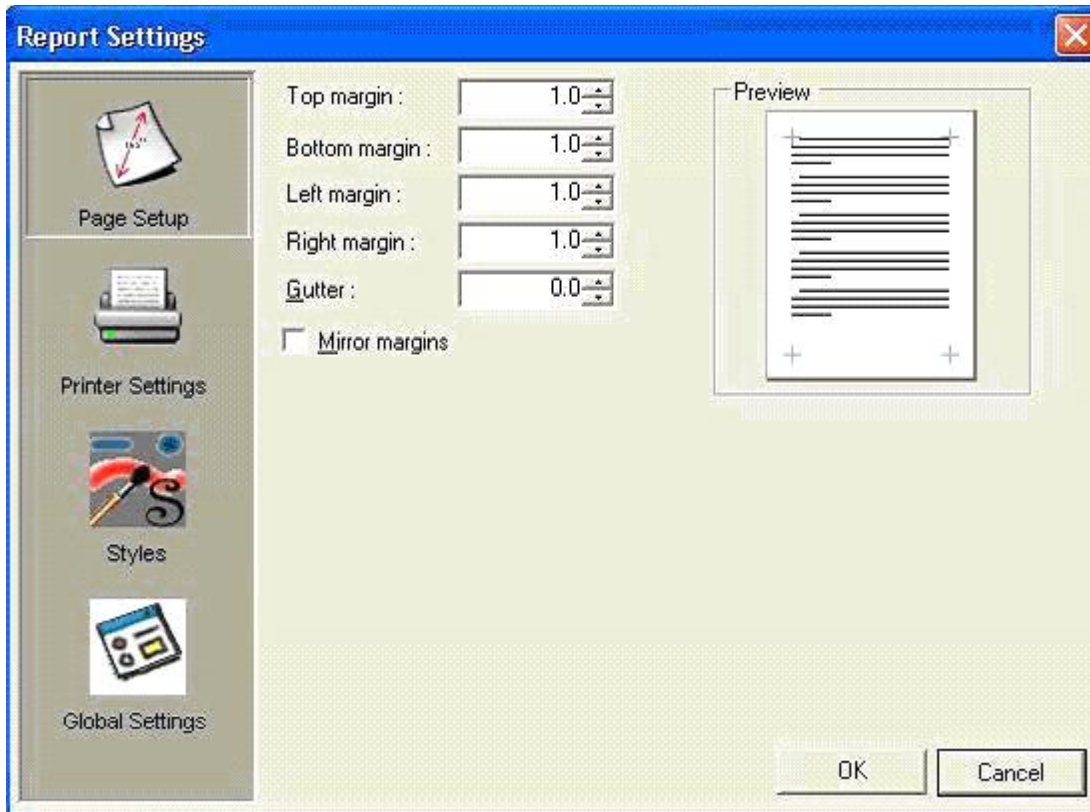 Report Settings
Page Setup
Printer Settings
Styles
Global Settings
Top margin : 1.0
Bottom margin : 1.0
Left margin : 1.0
Right margin : 1.0
Gutter : 0.0
Mirror margins
Preview
OK
Cancel